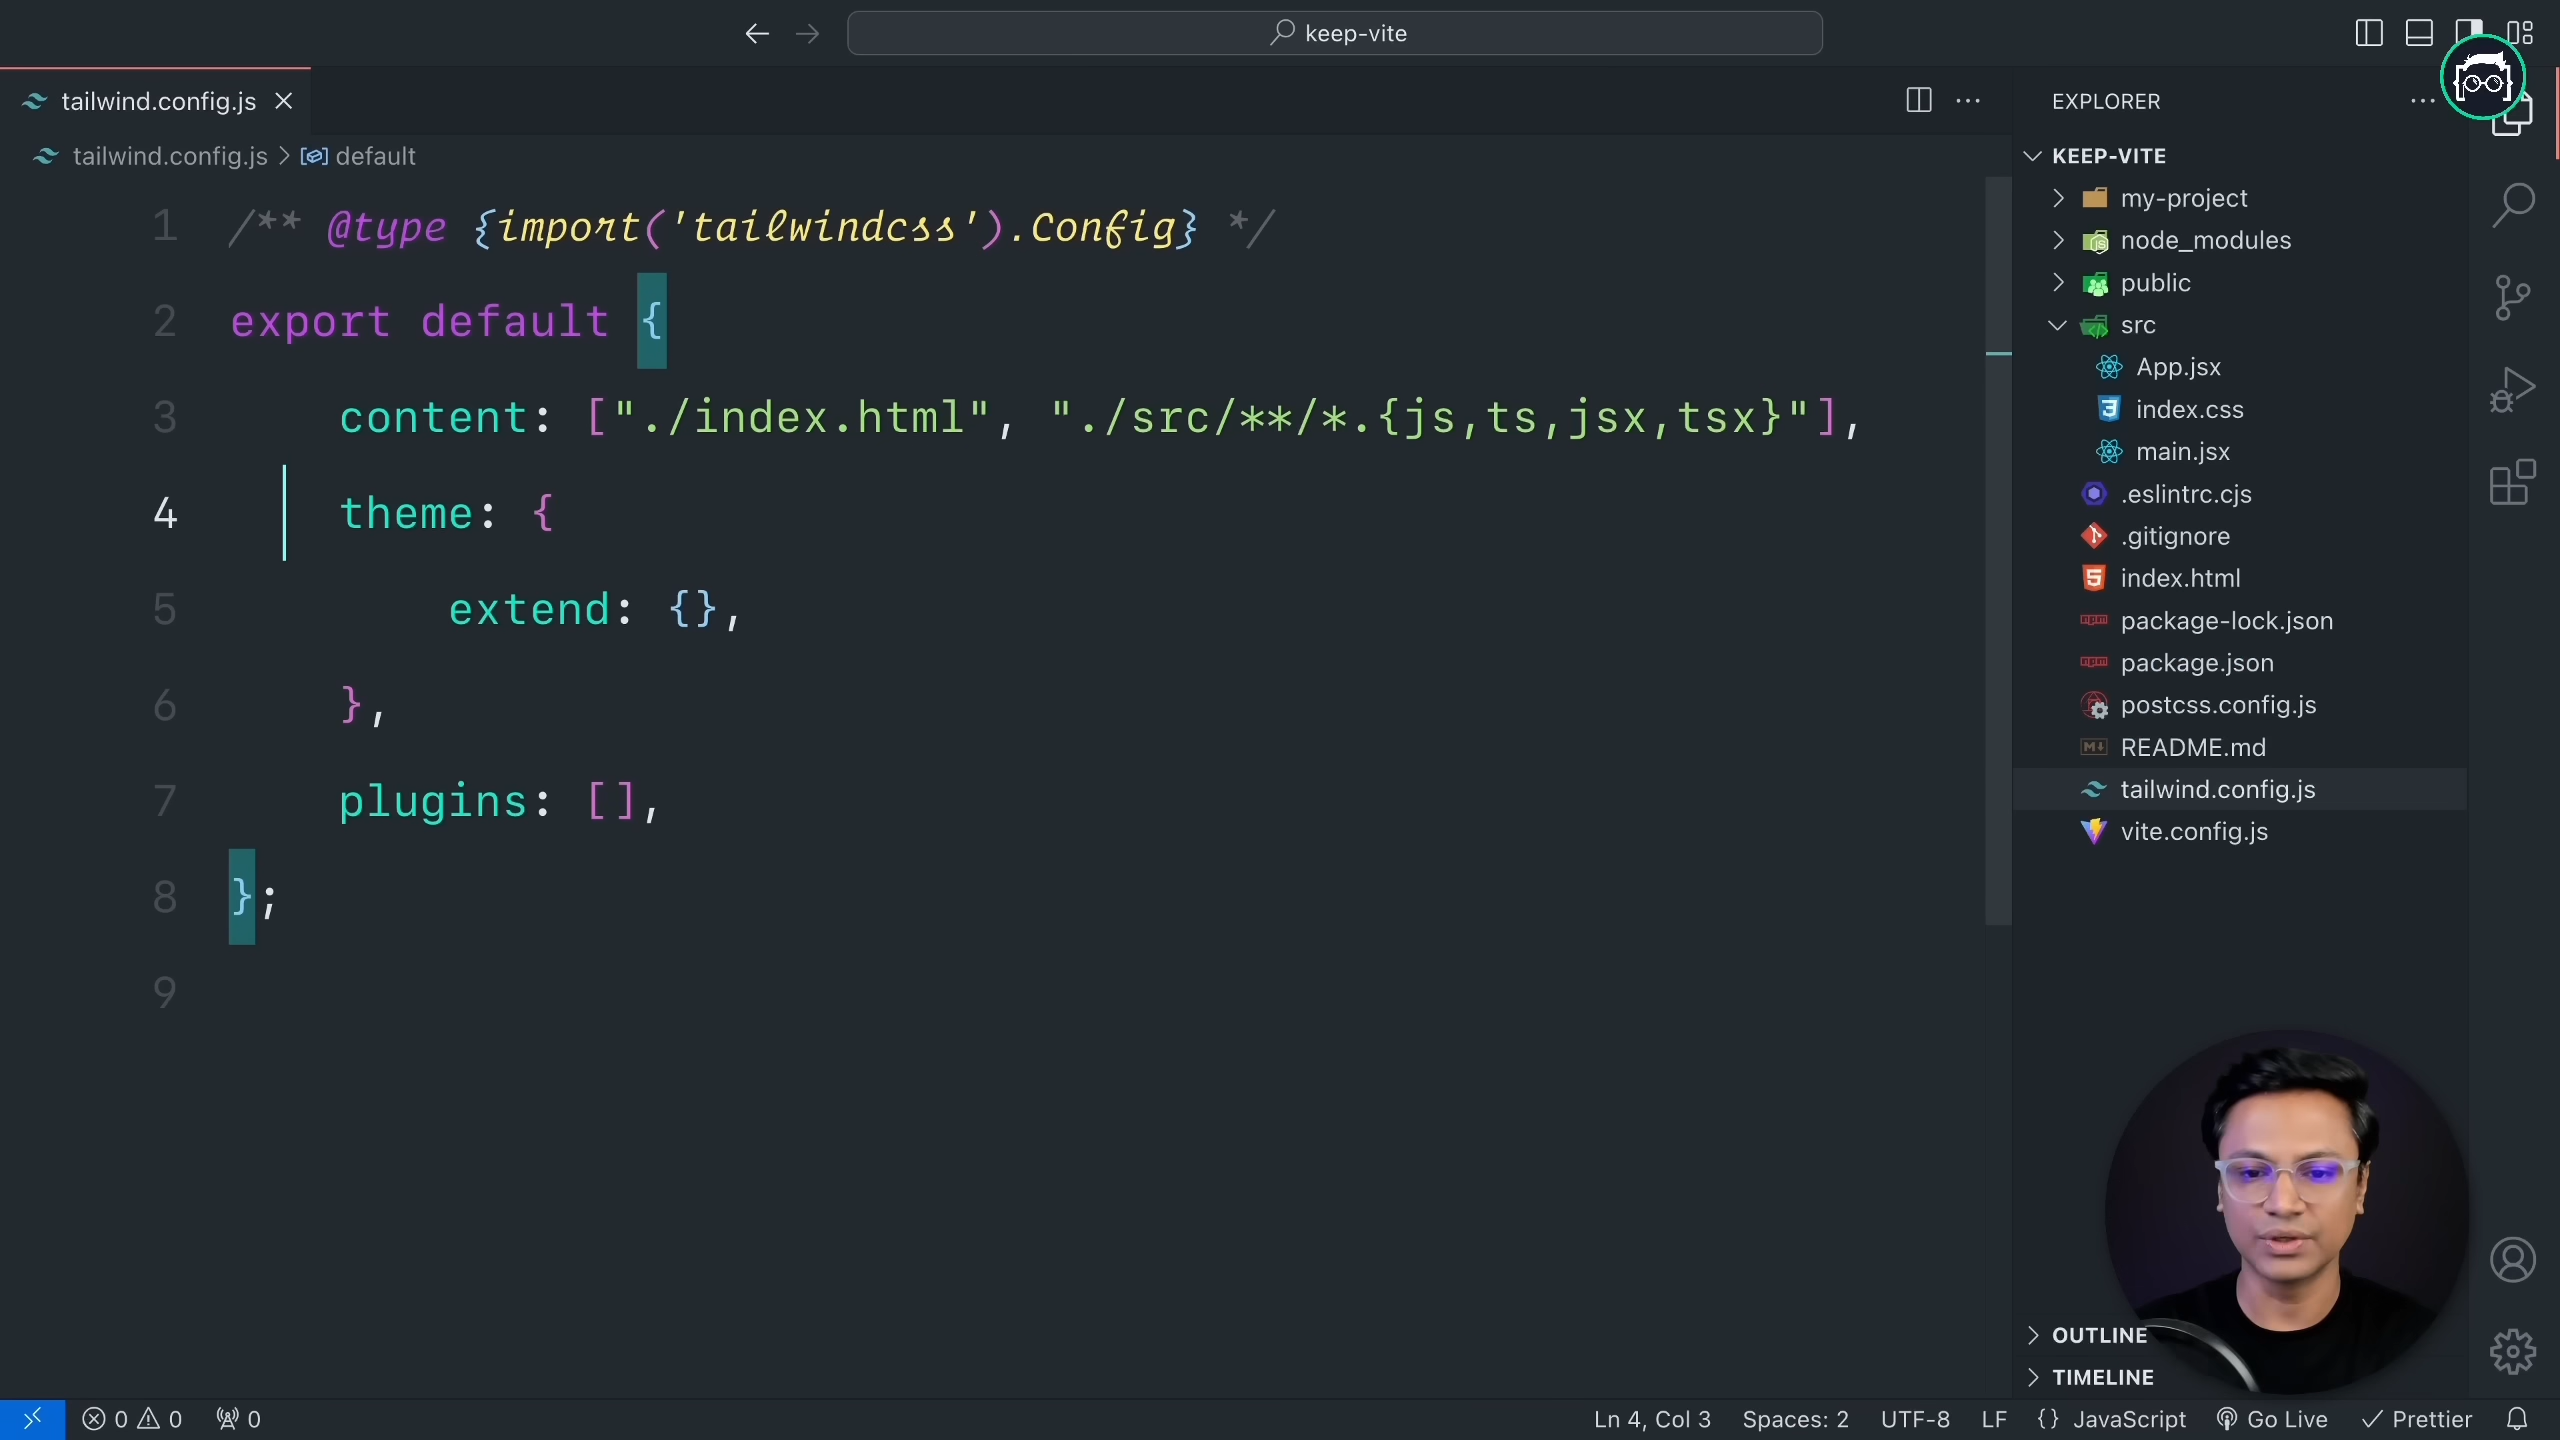 keep-vite
tailwind.config.js
tailwind.config.js > default
1 /** @type {import('tailwindcss').Config} */
2 export default {
3 content: ["./index.html", "./src/**/*.{js,ts,jsx,tsx}"],
4 theme: {
5 extend: {},
6 },
7 plugins: [],
8 };
9
EXPLORER
KEEP-VITE
my-project
node_modules
public
src
App.jsx
index.css
main.jsx
.eslintrc.cjs
.gitignore
index.html
package-lock.json
package.json
postcss.config.js
README.md
tailwind.config.js
vite.config.js
OUTLINE
TIMELINE
0 0 0 Ln 4, Col 3 Spaces: 2 UTF-8 LF {} JavaScript Go Live Prettier